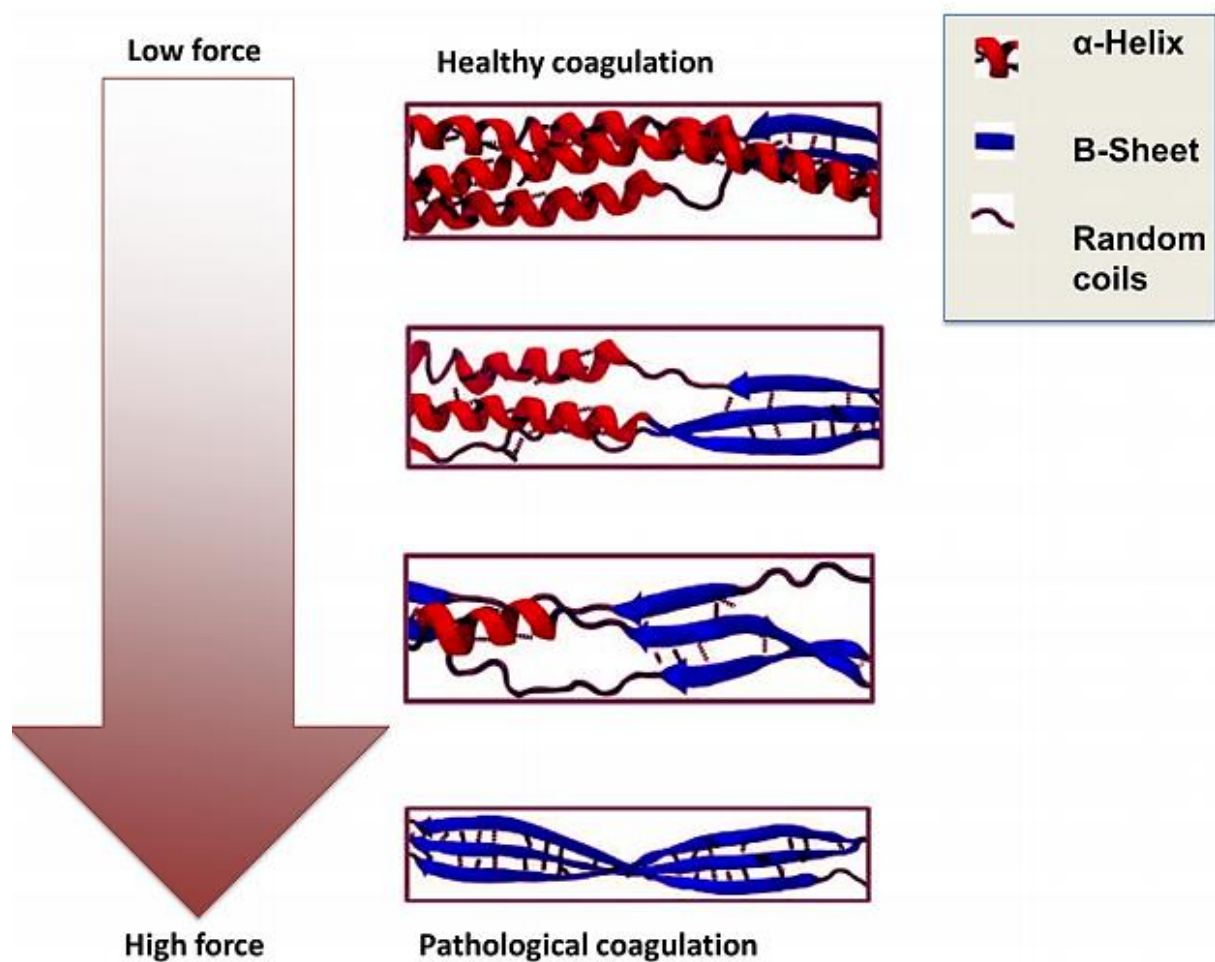 Low force
Healthy coagulation
α-Helix
B-Sheet
Random
coils
High force
Pathological coagulation